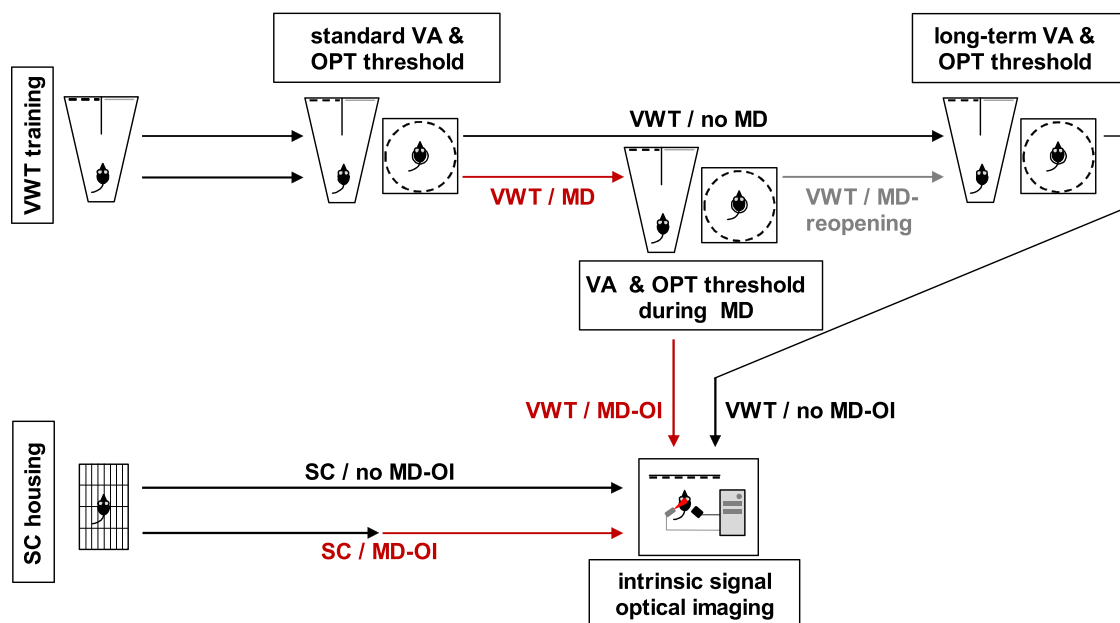 standard VA &
OPT threshold
long-term VA &
OPT threshold
VWT training
VWT / no MD
VWT / MD
VWT / MD-
reopening
VA & OPT threshold
during MD
VWT / MD-OI
VWT / no MD-OI
SC housing
SC / no MD-OI
SC / MD-OI
intrinsic signal
optical imaging